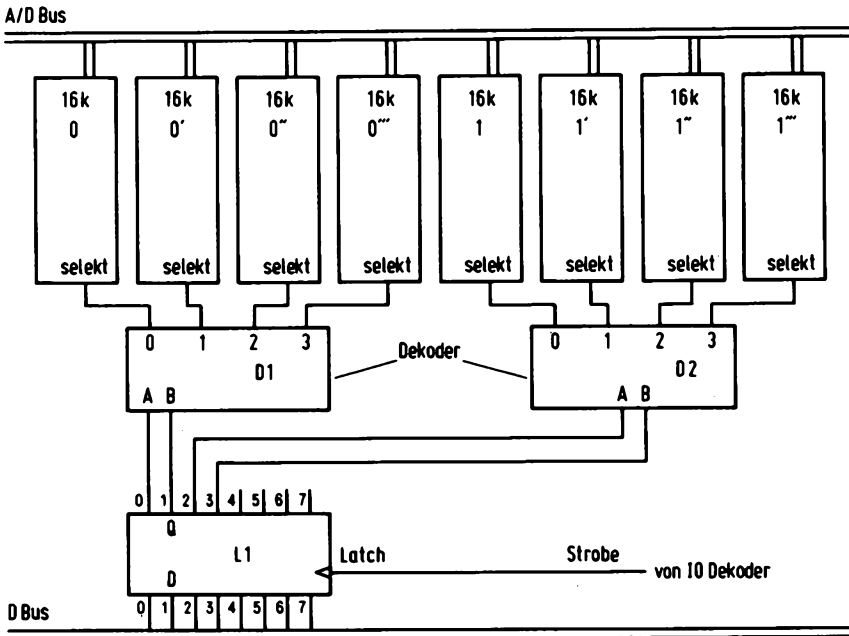 A/D Bus
16k 16k 16k 16k 16k 16k 16k 16k
0 0' 0'' 0''' 1 1' 1'' 1'''
selekt selekt selekt selekt selekt selekt selekt selekt
0 1 2 3 Dekoder 0 1 2 3
D1 D2
A B A B
0 1 2 3 4 5 6 7
Q
L1 Latch Strobe von IO Dekoder
D
0 1 2 3 4 5 6 7
D Bus